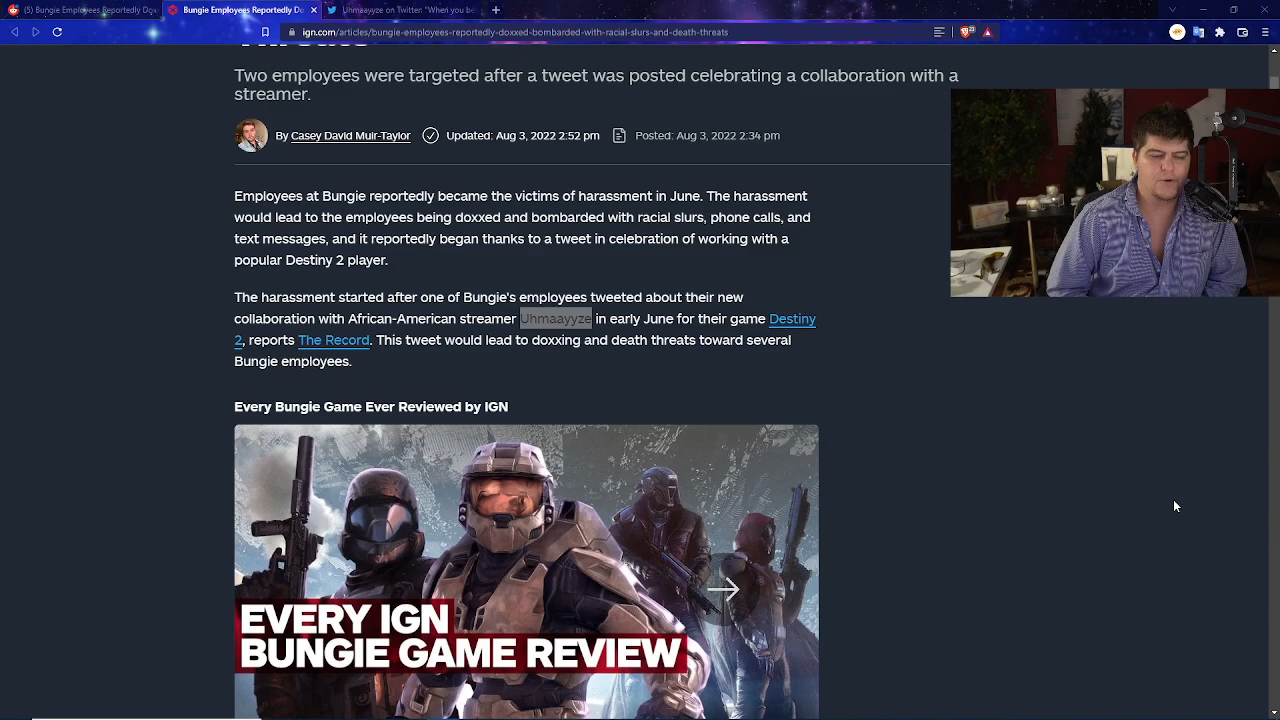 (5) Bungie Employees Reportedly Dox
Bungie Employees Reportedly Do
Uhmaayyze on Twitter: "When you be
ign.com/articles/bungie-employees-reportedly-doxxed-bombarded-with-racial-slurs-and-death-threats
Threats
Two employees were targeted after a tweet was posted celebrating a collaboration with a
streamer.
By Casey David Muir-Taylor
Updated: Aug 3, 2022 2:52 pm
Posted: Aug 3, 2022 2:34 pm
Employees at Bungie reportedly became the victims of harassment in June. The harassment
would lead to the employees being doxxed and bombarded with racial slurs, phone calls, and
text messages, and it reportedly began thanks to a tweet in celebration of working with a
popular Destiny 2 player.
The harassment started after one of Bungie's employees tweeted about their new
collaboration with African-American streamer Uhmaayyze in early June for their game Destiny
2, reports The Record. This tweet would lead to doxxing and death threats toward several
Bungie employees.
Every Bungie Game Ever Reviewed by IGN
EVERY IGN
BUNGIE GAME REVIEW